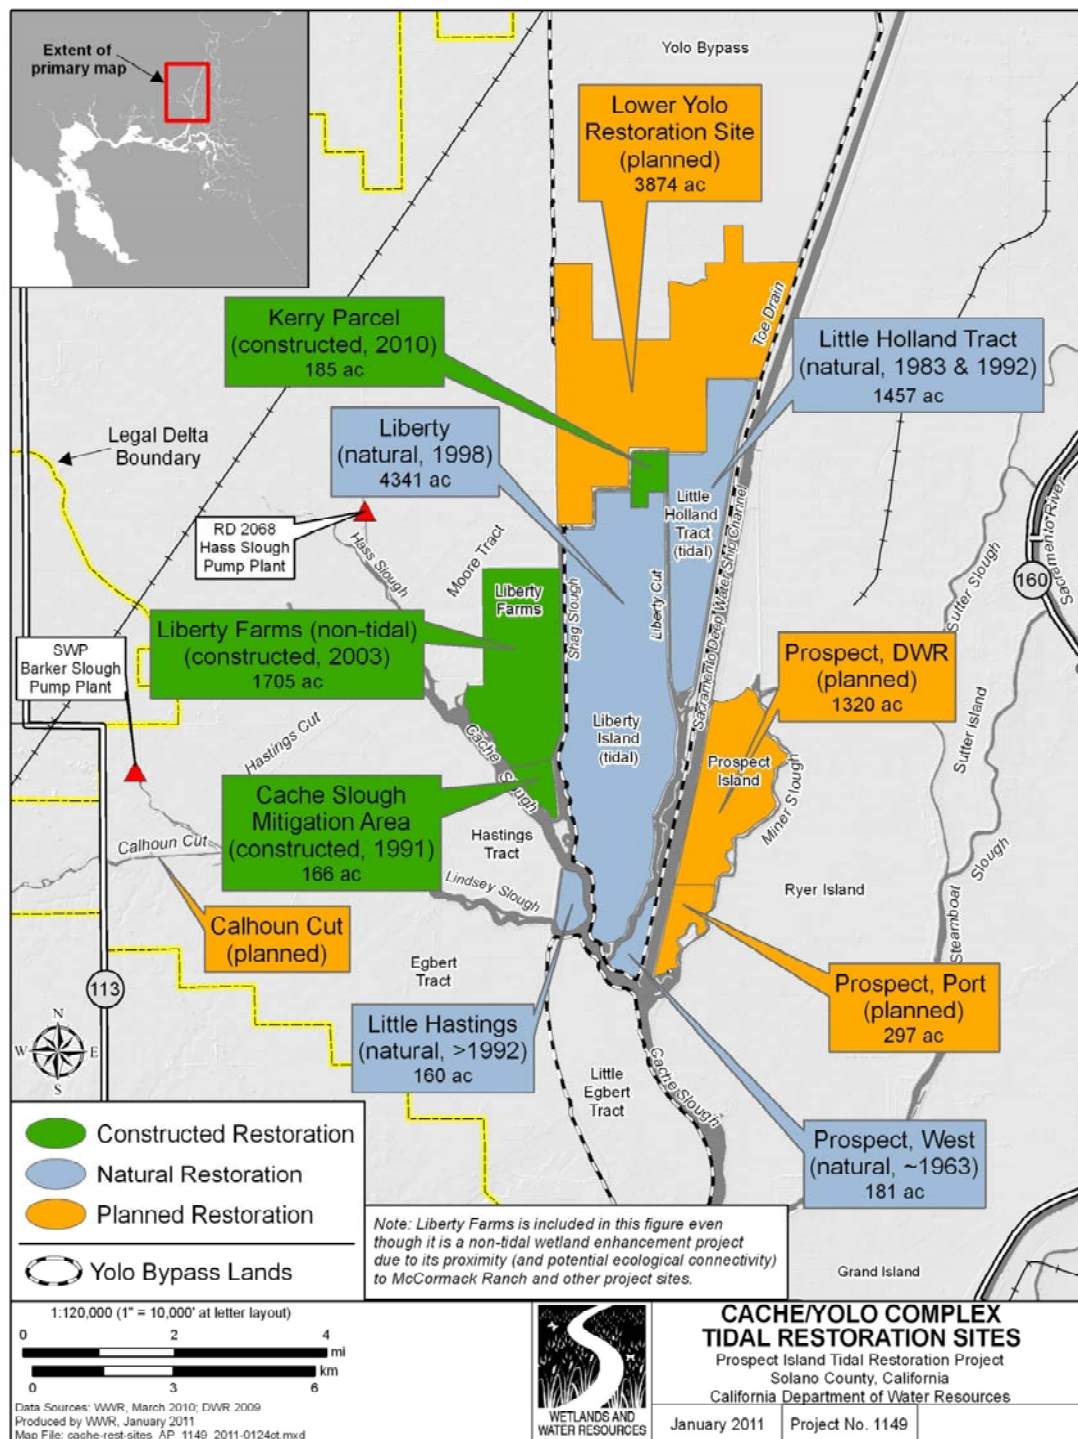 Extent of
primary map
Yolo Bypass
Lower Yolo
Restoration Site
(planned)
3874 ac
Kerry Parcel
(constructed, 2010)
185 ac
Toe Drain
Little Holland Tract
(natural, 1983 & 1992)
1457 ac
Liberty
(natural, 1998)
4341 ac
Legal Delta
Boundary
RD 2068
Hass Slough
Pump Plant
Hass Slough
Moore Tract
Little
Holland
Tract
(tidal)
Sacramento River
160
Sutter Slough
Liberty
Farms
Shag Slough
Liberty Cut
Sacramento Deep Water Ship Channel
Liberty Farms (non-tidal)
(constructed, 2003)
1705 ac
SWP
Barker Slough
Pump Plant
Prospect, DWR
(planned)
1320 ac
Hastings Cut
Cache Slough
Liberty
Island
(tidal)
Prospect
Island
Miner Slough
Sutter Island
Cache Slough
Mitigation Area
(constructed, 1991)
166 ac
Hastings
Tract
Calhoun Cut
Lindsey Slough
Ryer Island
Steamboat Slough
Calhoun Cut
(planned)
Egbert
Tract
Prospect, Port
(planned)
297 ac
113
N
W E
S
Little Hastings
(natural, >1992)
160 ac
Little
Egbert
Tract
Cache Slough
Prospect, West
(natural, ~1963)
181 ac
Constructed Restoration
Natural Restoration
Planned Restoration
Yolo Bypass Lands
Note: Liberty Farms is included in this figure even
though it is a non-tidal wetland enhancement project
due to its proximity (and potential ecological connectivity)
to McCormack Ranch and other project sites.
Grand Island
1:120,000 (1" = 10,000' at letter layout)
0 2 4
mi
km
0 3 6
Data Sources: WWR, March 2010; DWR 2009
Produced by WWR, January 2011
Map File: cache-rest-sites_AP_1149_2011-0124ct.mxd
WETLANDS AND
WATER RESOURCES
CACHE/YOLO COMPLEX
TIDAL RESTORATION SITES
Prospect Island Tidal Restoration Project
Solano County, California
California Department of Water Resources
January 2011
Project No. 1149